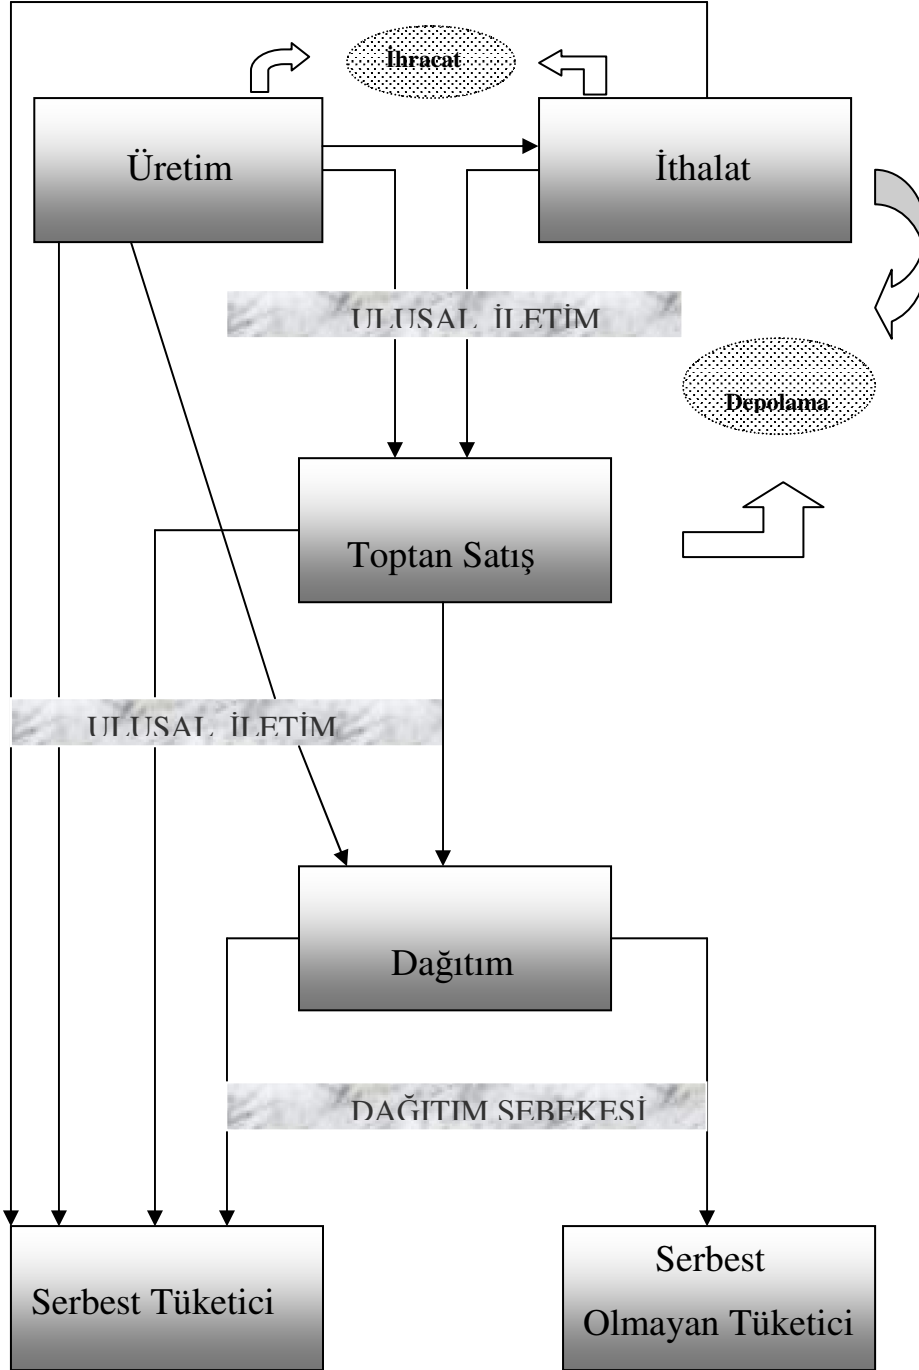 İhracat
Üretim
İthalat
ULUSAL İLETİM
Depolama
Toptan Satış
ULUSAL İLETİM
Dağıtım
DAĞITIM ŞEBEKESİ
Serbest Tüketici
Serbest
Olmayan Tüketici